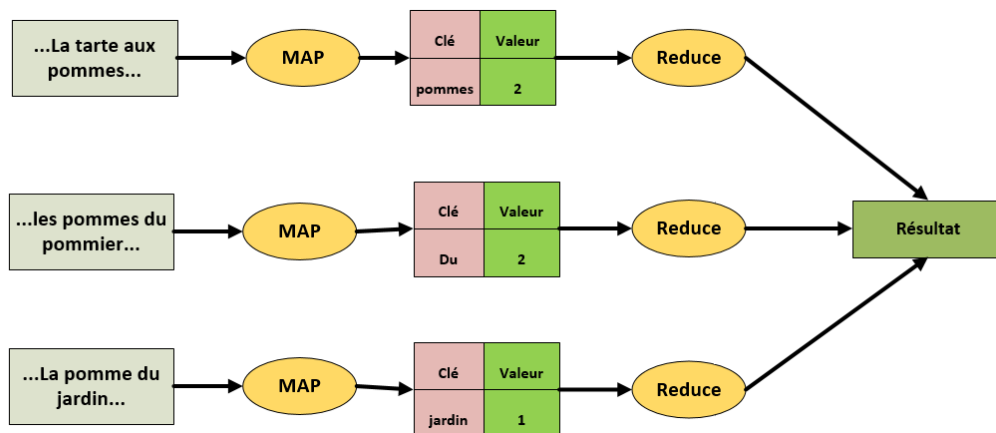 ...La tarte aux
pommes...
MAP
Clé Valeur
pommes 2
Reduce
...les pommes du
pommier...
MAP
Clé Valeur
Du 2
Reduce
Résultat
...La pomme du
jardin...
MAP
Clé Valeur
jardin 1
Reduce